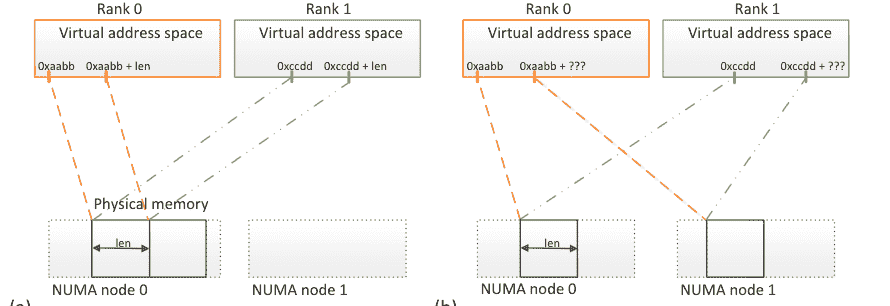 Rank 0 Rank 1 Rank 0 Rank 1
Virtual address space Virtual address space Virtual address space Virtual address space
0xaabb 0xaabb + len 0xccdd 0xccdd + len 0xaabb 0xaabb + ??? 0xccdd 0xccdd + ???
Physical memory
len len
NUMA node 0 NUMA node 1 NUMA node 0 NUMA node 1
(a) (b)